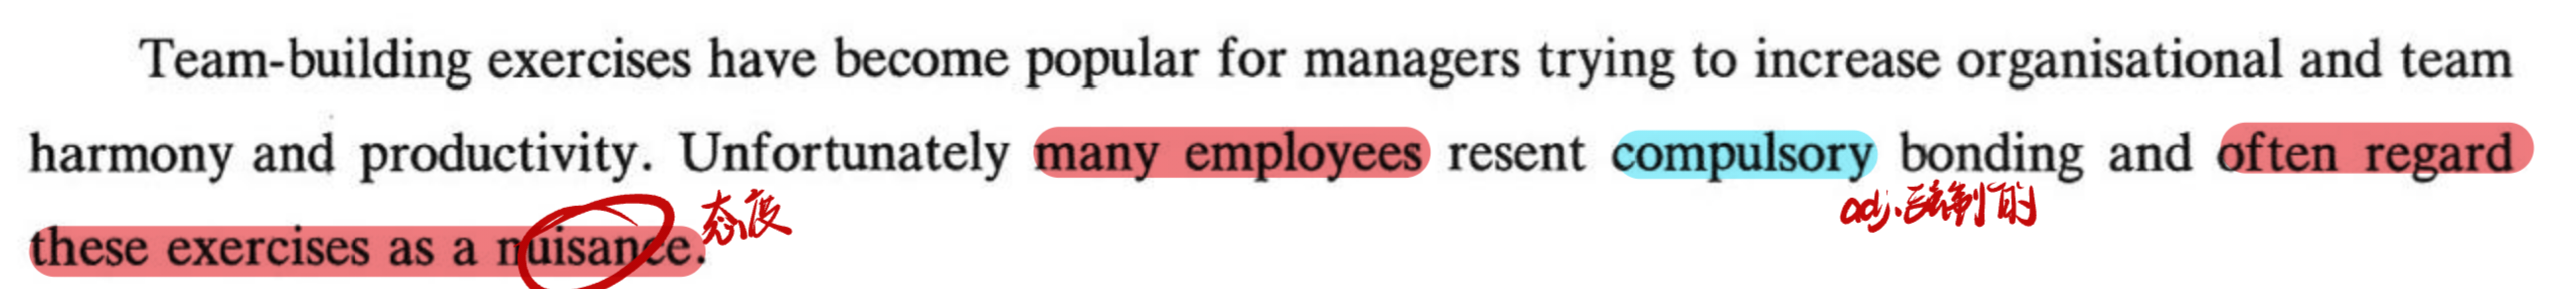 Team-building exercises have become popular for managers trying to increase organisational and team
harmony and productivity. Unfortunately many employees resent compulsory bonding and often regard
adj.强制的
these exercises as a nuisance.态度